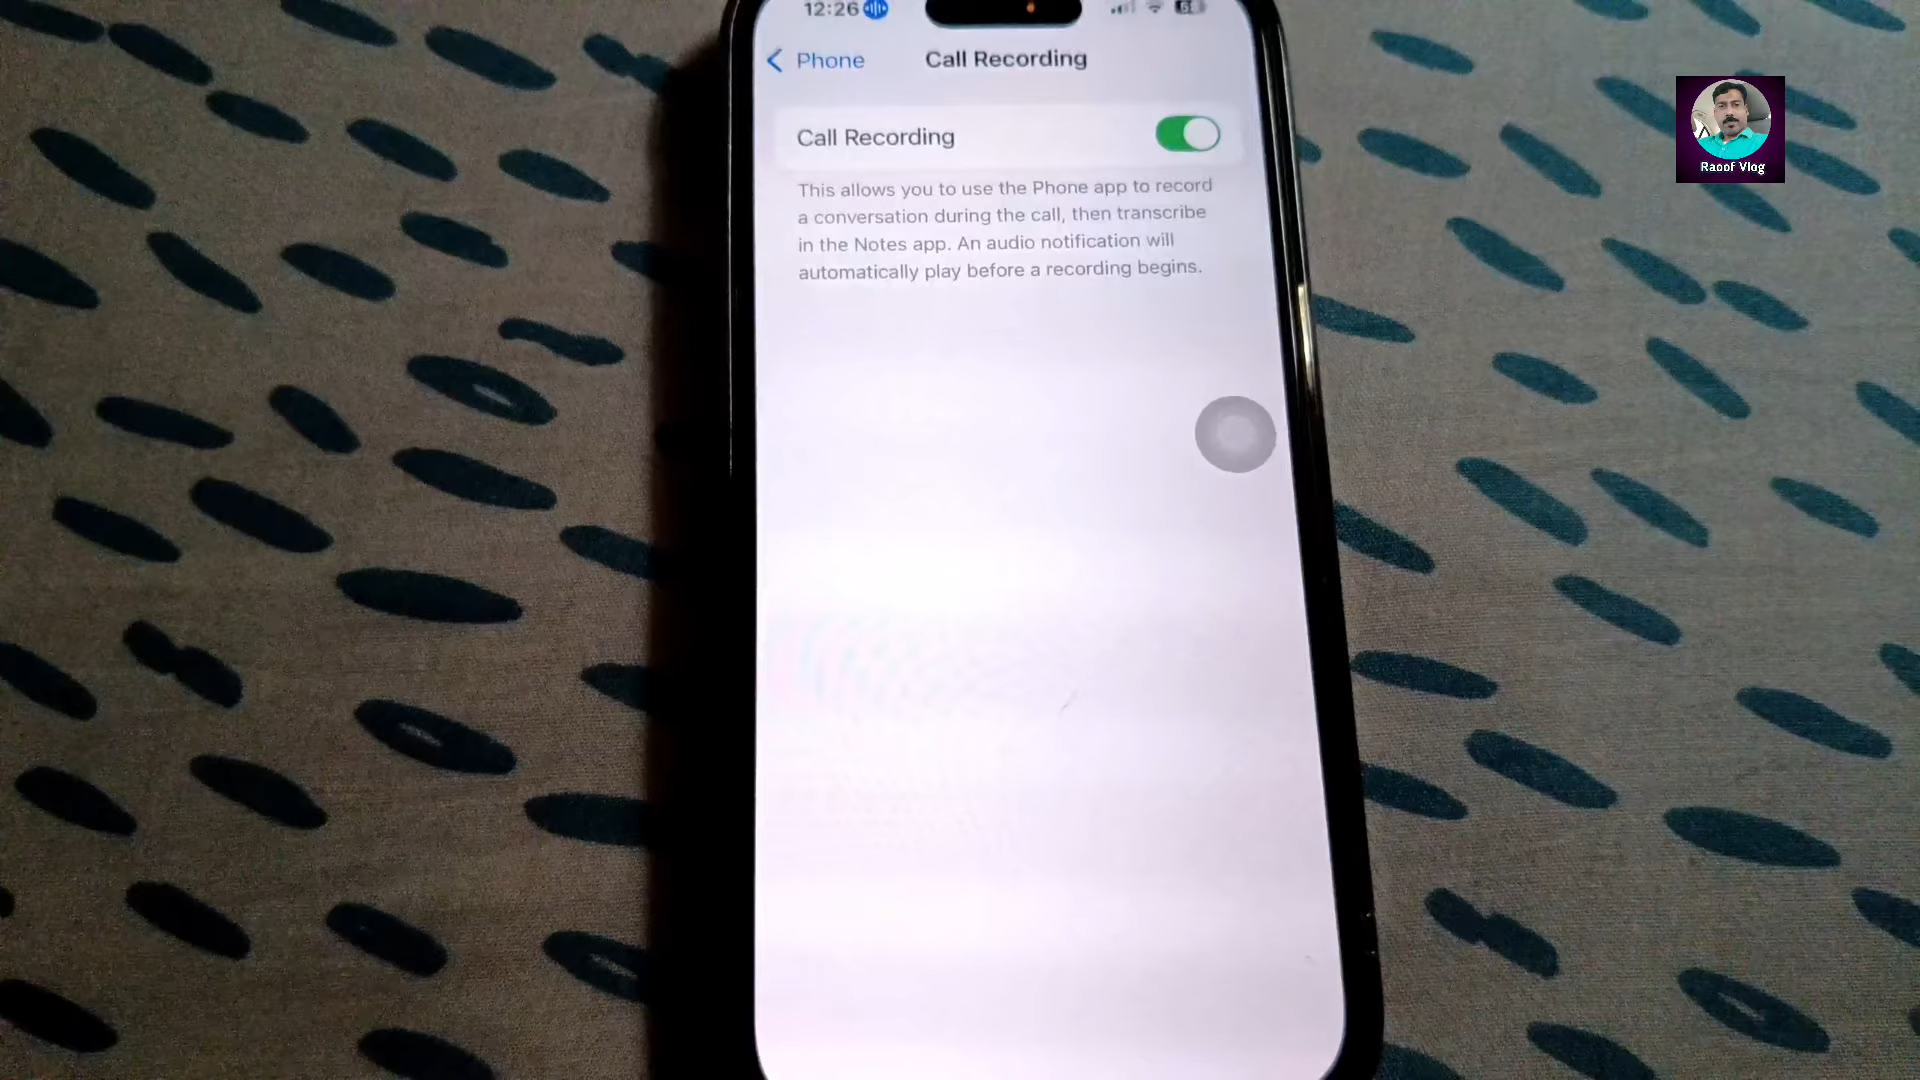 12:26
Phone
Call Recording
Call Recording
This allows you to use the Phone app to record
a conversation during the call, then transcribe
in the Notes app. An audio notification will
automatically play before a recording begins.
Raoof Vlog